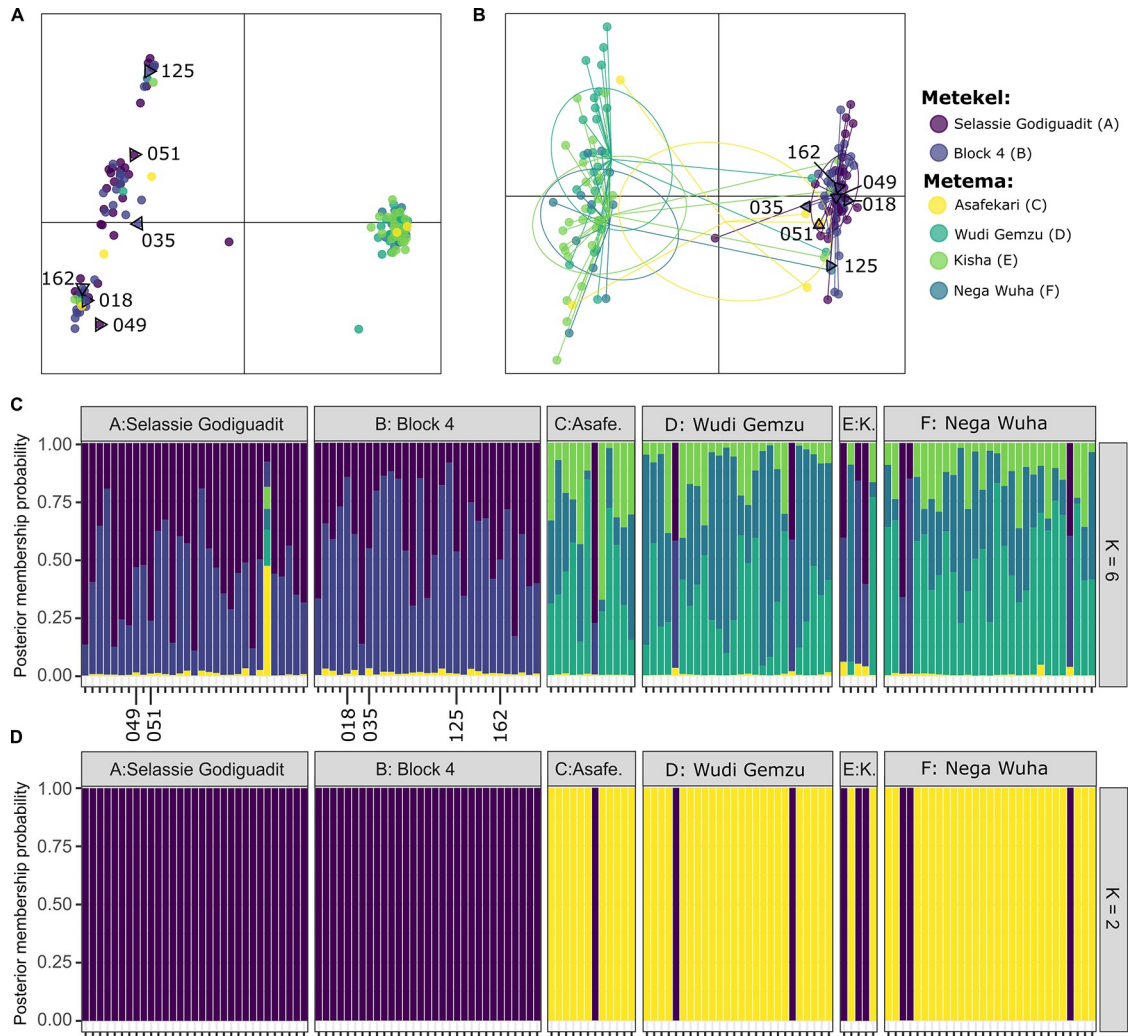 A
B
125
051
035
162
018
049
162
049
018
035
051
125
Metekel:
Selassie Godiguadit (A)
Block 4 (B)
Metema:
Asafekari (C)
Wudi Gemzu (D)
Kisha (E)
Nega Wuha (F)
C
A:Selassie Godiguadit
B: Block 4
C:Asafe.
D: Wudi Gemzu
E:K.
F: Nega Wuha
Posterior membership probability
1.00
0.75
0.50
0.25
0.00
K = 6
049
051
018
035
125
162
D
A:Selassie Godiguadit
B: Block 4
C:Asafe.
D: Wudi Gemzu
E:K.
F: Nega Wuha
Posterior membership probability
1.00
0.75
0.50
0.25
0.00
K = 2